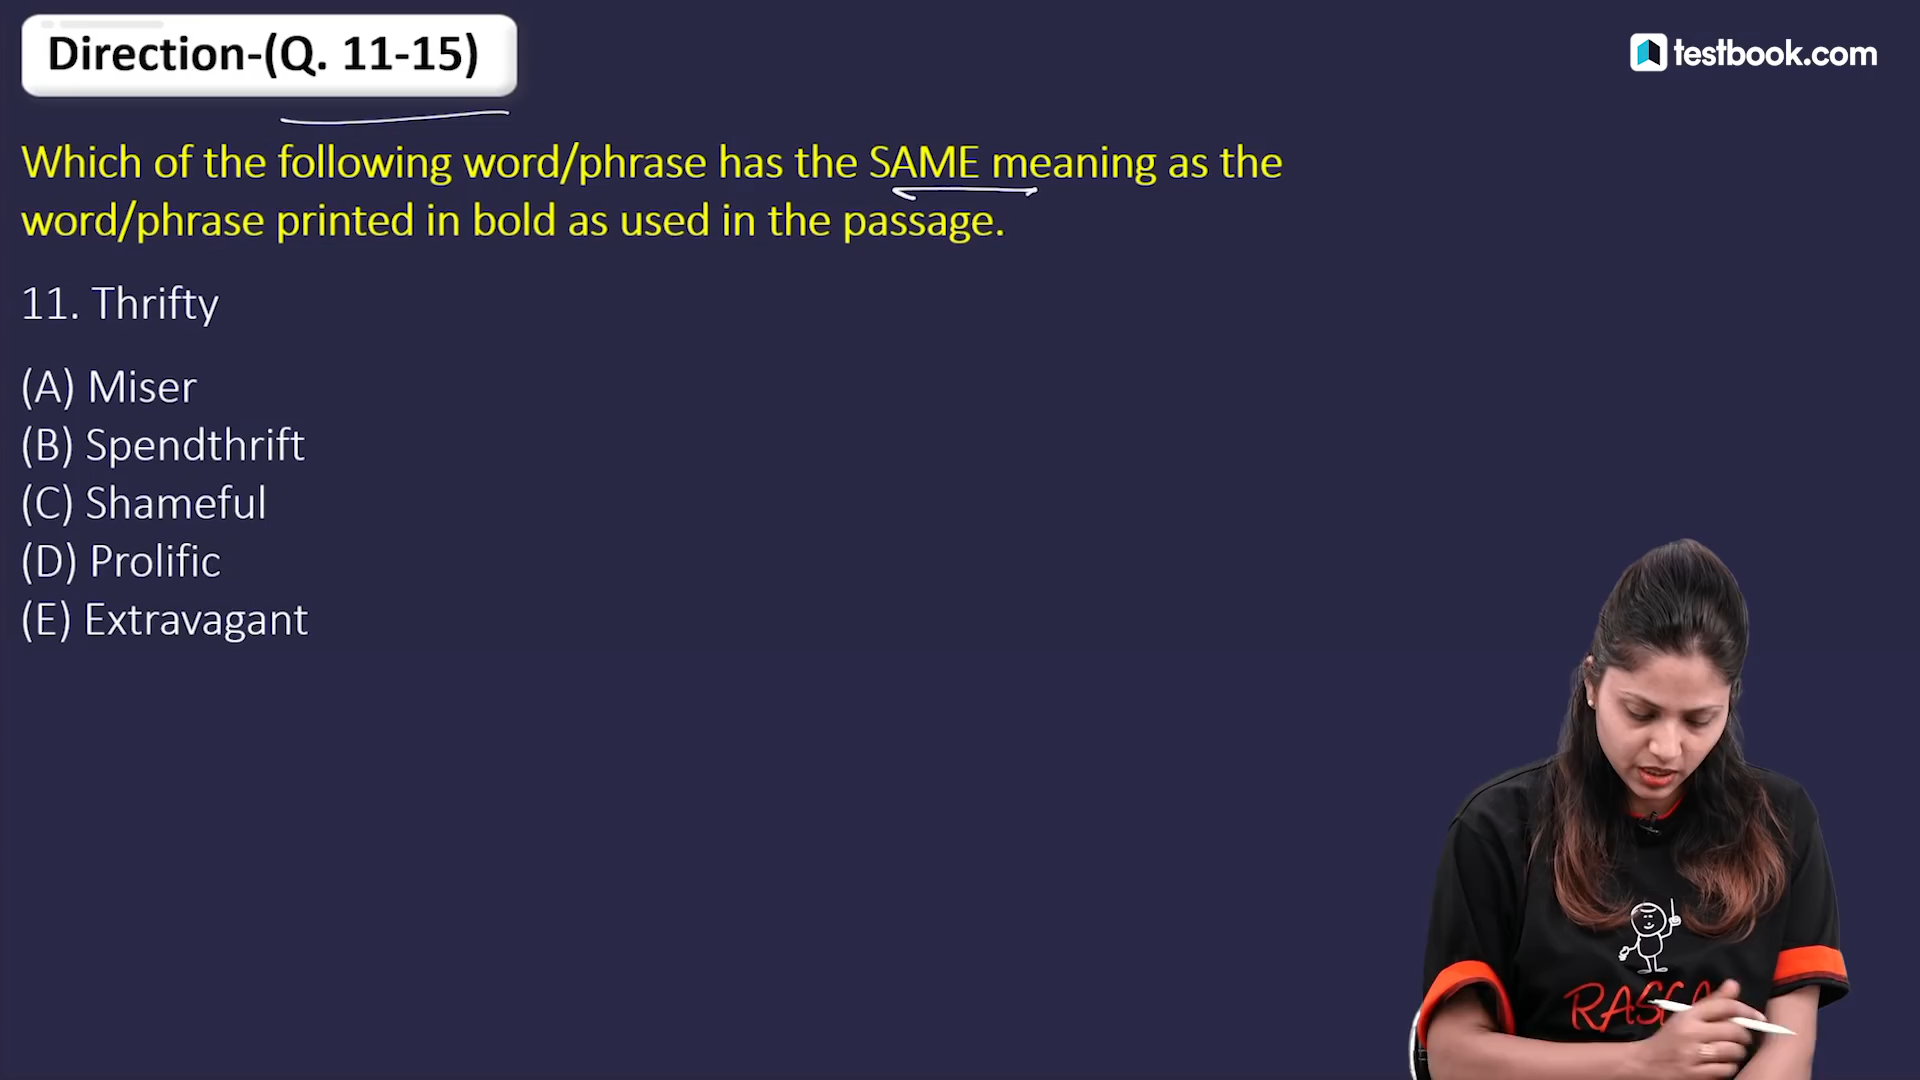 Direction-(Q. 11-15)
testbook.com
Which of the following word/phrase has the SAME meaning as the
word/phrase printed in bold as used in the passage.
11. Thrifty
(A) Miser
(B) Spendthrift
(C) Shameful
(D) Prolific
(E) Extravagant